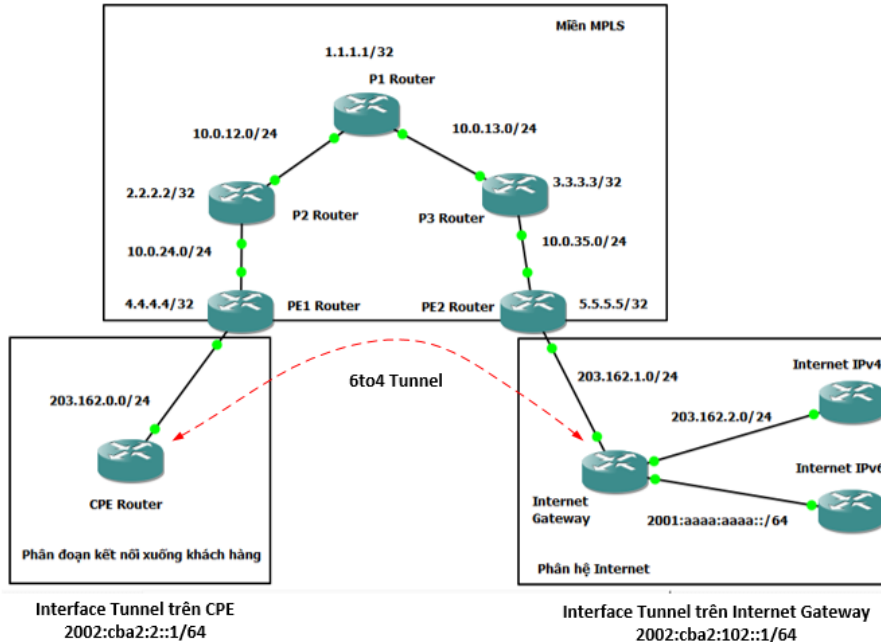 Miền MPLS
1.1.1.1/32
P1 Router
10.0.12.0/24
10.0.13.0/24
2.2.2.2/32
3.3.3.3/32
P2 Router
P3 Router
10.0.24.0/24
10.0.35.0/24
4.4.4.4/32
PE1 Router
PE2 Router
5.5.5.5/32
6to4 Tunnel
203.162.0.0/24
CPE Router
Phân đoạn kết nối xuống khách hàng
203.162.1.0/24
Internet IPv4
203.162.2.0/24
Internet IPv6
Internet
Gateway
2001:aaaa:aaaa::/64
Phân hệ Internet
Interface Tunnel trên CPE
2002:cba2:2::1/64
Interface Tunnel trên Internet Gateway
2002:cba2:102::1/64